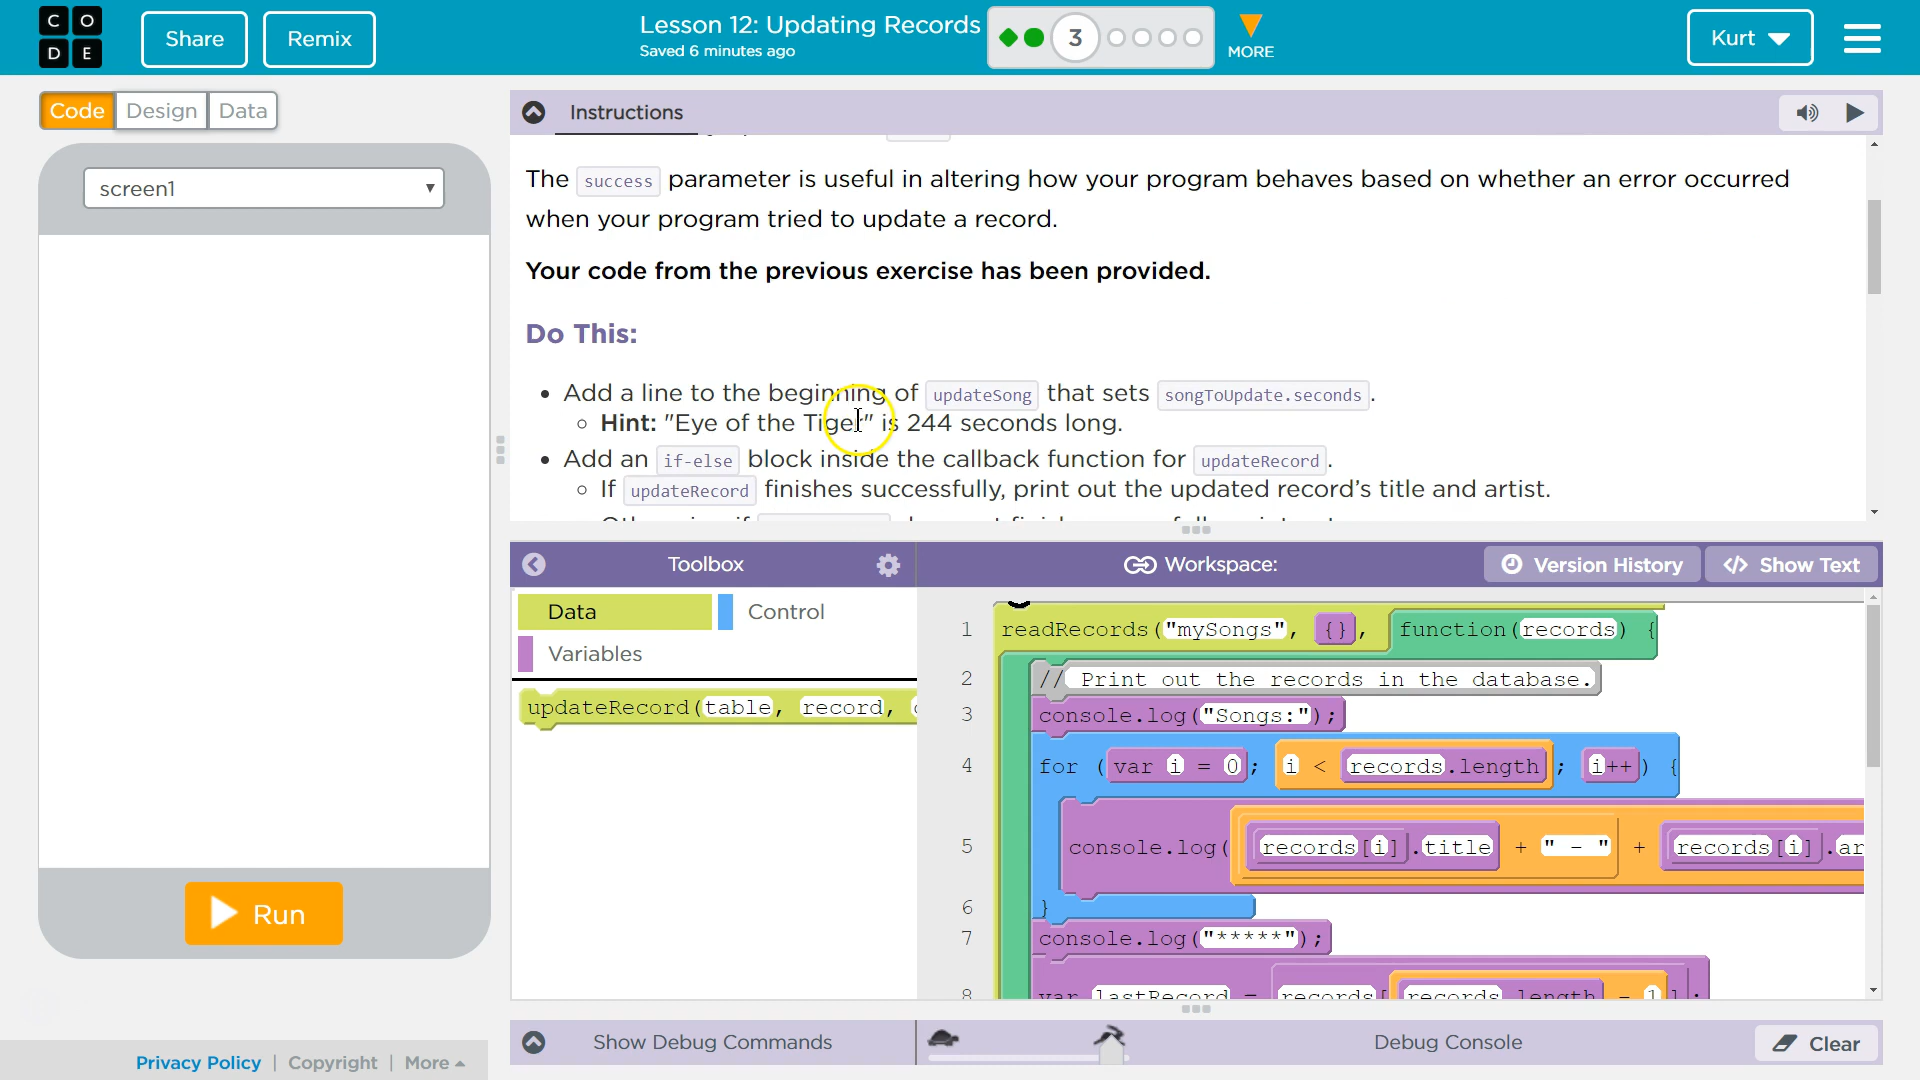 C O
D E
Share
Remix
Lesson 12: Updating Records
Saved 6 minutes ago
3
MORE
Kurt
Code
Design
Data
Instructions
screen1
The success parameter is useful in altering how your program behaves based on whether an error occurred
when your program tried to update a record.
Your code from the previous exercise has been provided.
Do This:
Add a line to the beginning of updateSong that sets songToUpdate.seconds.
Hint: "Eye of the Tiger" is 244 seconds long.
Add an if-else block inside the callback function for updateRecord.
If updateRecord finishes successfully, print out the updated record's title and artist.
Toolbox
Workspace:
Version History
</> Show Text
Data
Control
Variables
updateRecord(table, record,
1 readRecords("mySongs", {}, function(records) {
2 // Print out the records in the database.
3 console.log("Songs:");
4 for (var i = 0; i < records.length; i++) {
5 console.log(records[i].title + " - " + records[i].ar
6 }
7 console.log("*****");
8 var lastRecord = records[records.length - 1];
Run
Show Debug Commands
Debug Console
Clear
Privacy Policy | Copyright | More